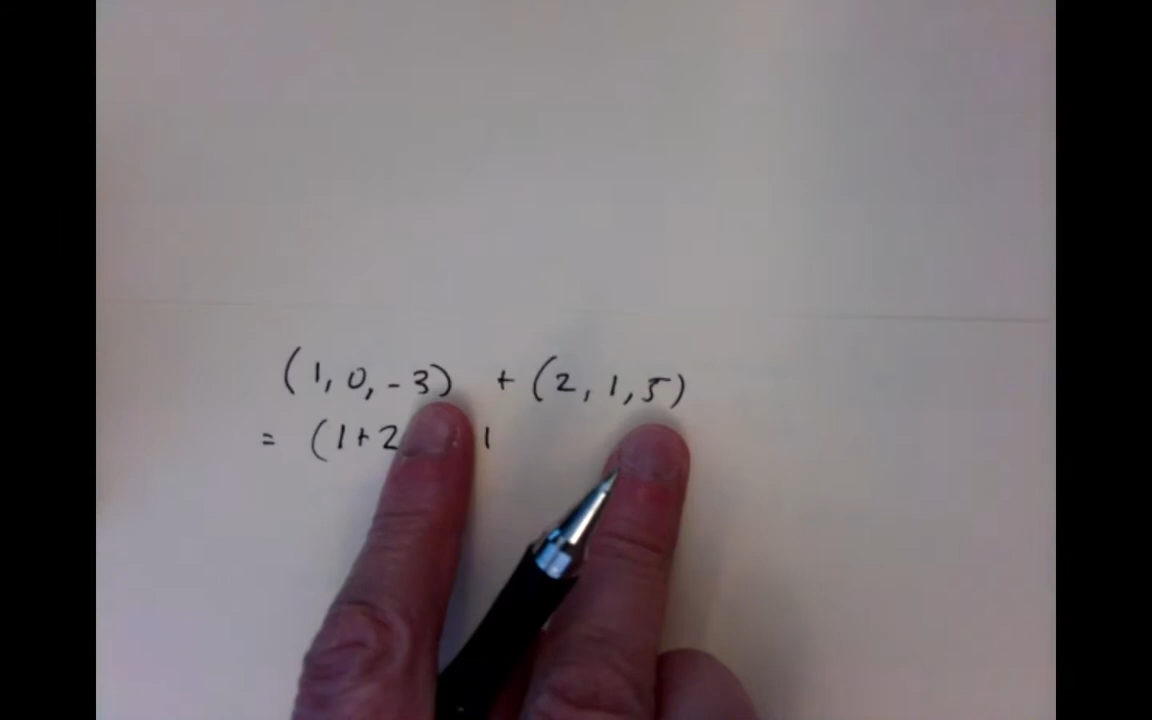 (1, 0, -3) + (2, 1, 5)
= (1+2 1